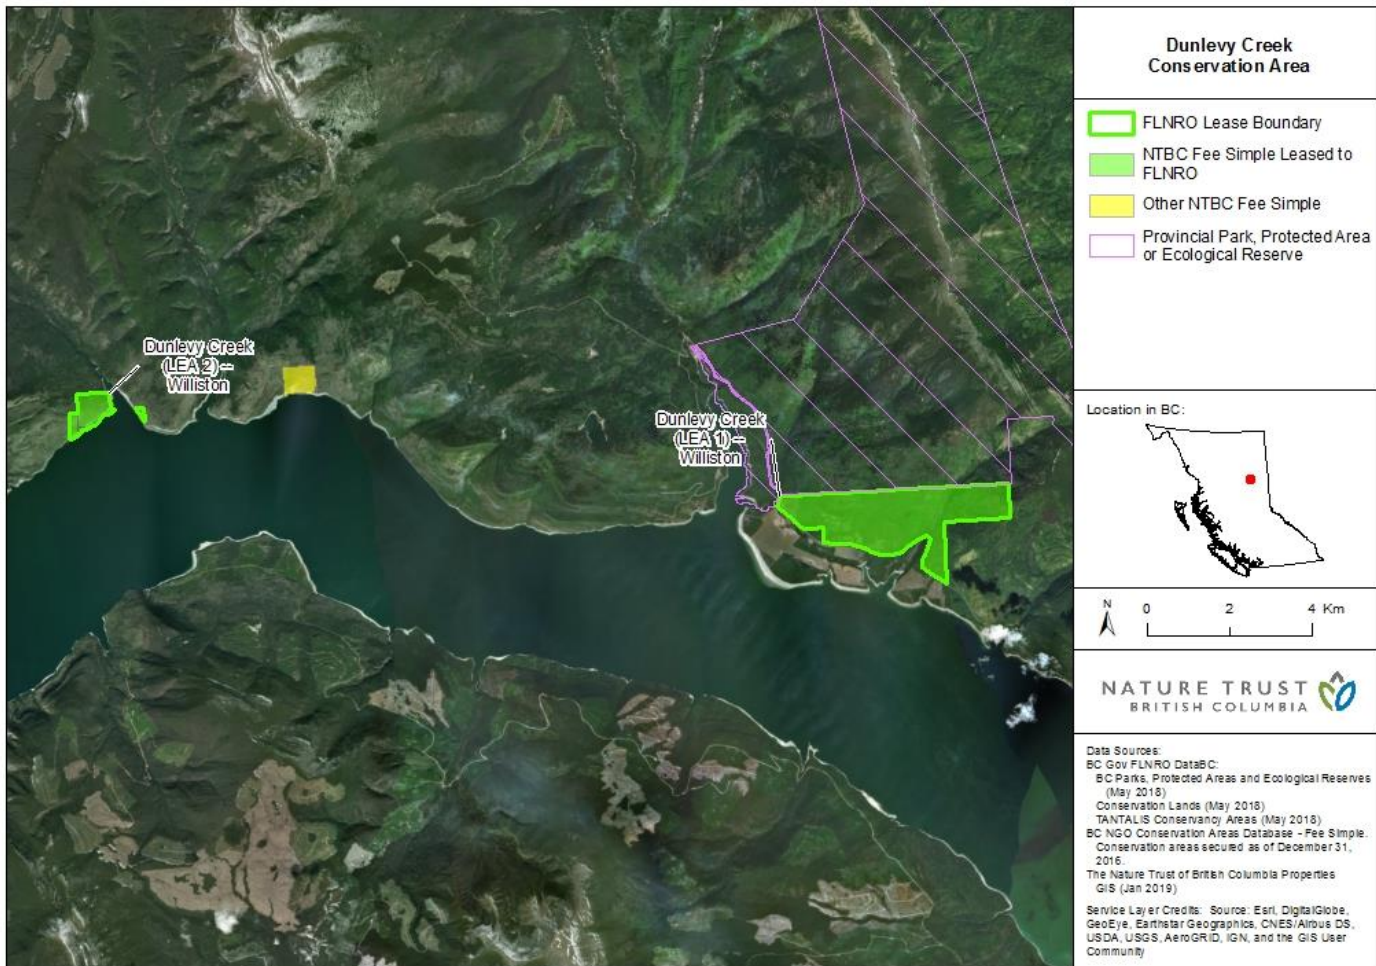 Dunlevy Creek
Conservation Area
FLNRO Lease Boundary
NTBC Fee Simple Leased to
FLNRO
Other NTBC Fee Simple
Provincial Park, Protected Area
or Ecological Reserve
Dunlevy Creek
(LEA 2) --
Williston
Dunlevy Creek
(LEA 1) --
Williston
Location in BC:
N
0 2 4 Km
NATURE TRUST
BRITISH COLUMBIA
Data Sources:
BC Gov FLNRO DataBC:
BC Parks, Protected Areas and Ecological Reserves
(May 2018)
Conservation Lands (May 2018)
TANTALIS Conservancy Areas (May 2018)
BC NGO Conservation Areas Database - Fee Simple.
Conservation areas secured as of December 31,
2016.
The Nature Trust of British Columbia Properties
GIS (Jan 2019)
Service Layer Credits: Source: Esri, DigitalGlobe,
GeoEye, Earthstar Geographics, CNES/Airbus DS,
USDA, USGS, AeroGRID, IGN, and the GIS User
Community